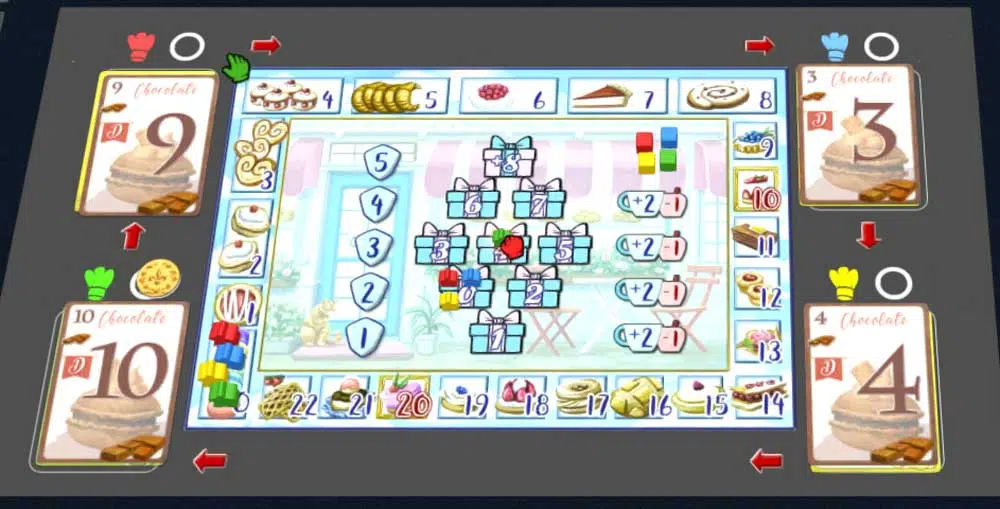 9 Chocolate
D 9
3 Chocolate
D 3
10 Chocolate
D 10
4 Chocolate
D 4
4 5 6 7 8
3
2
1
0
9
10
11
12
13
22 21 20 19 18 17 16 15 14
5
4
3
2
1
+8
6 7
3 5
0 2
1
+2 -1
+2 -1
+2 -1
+2 -1